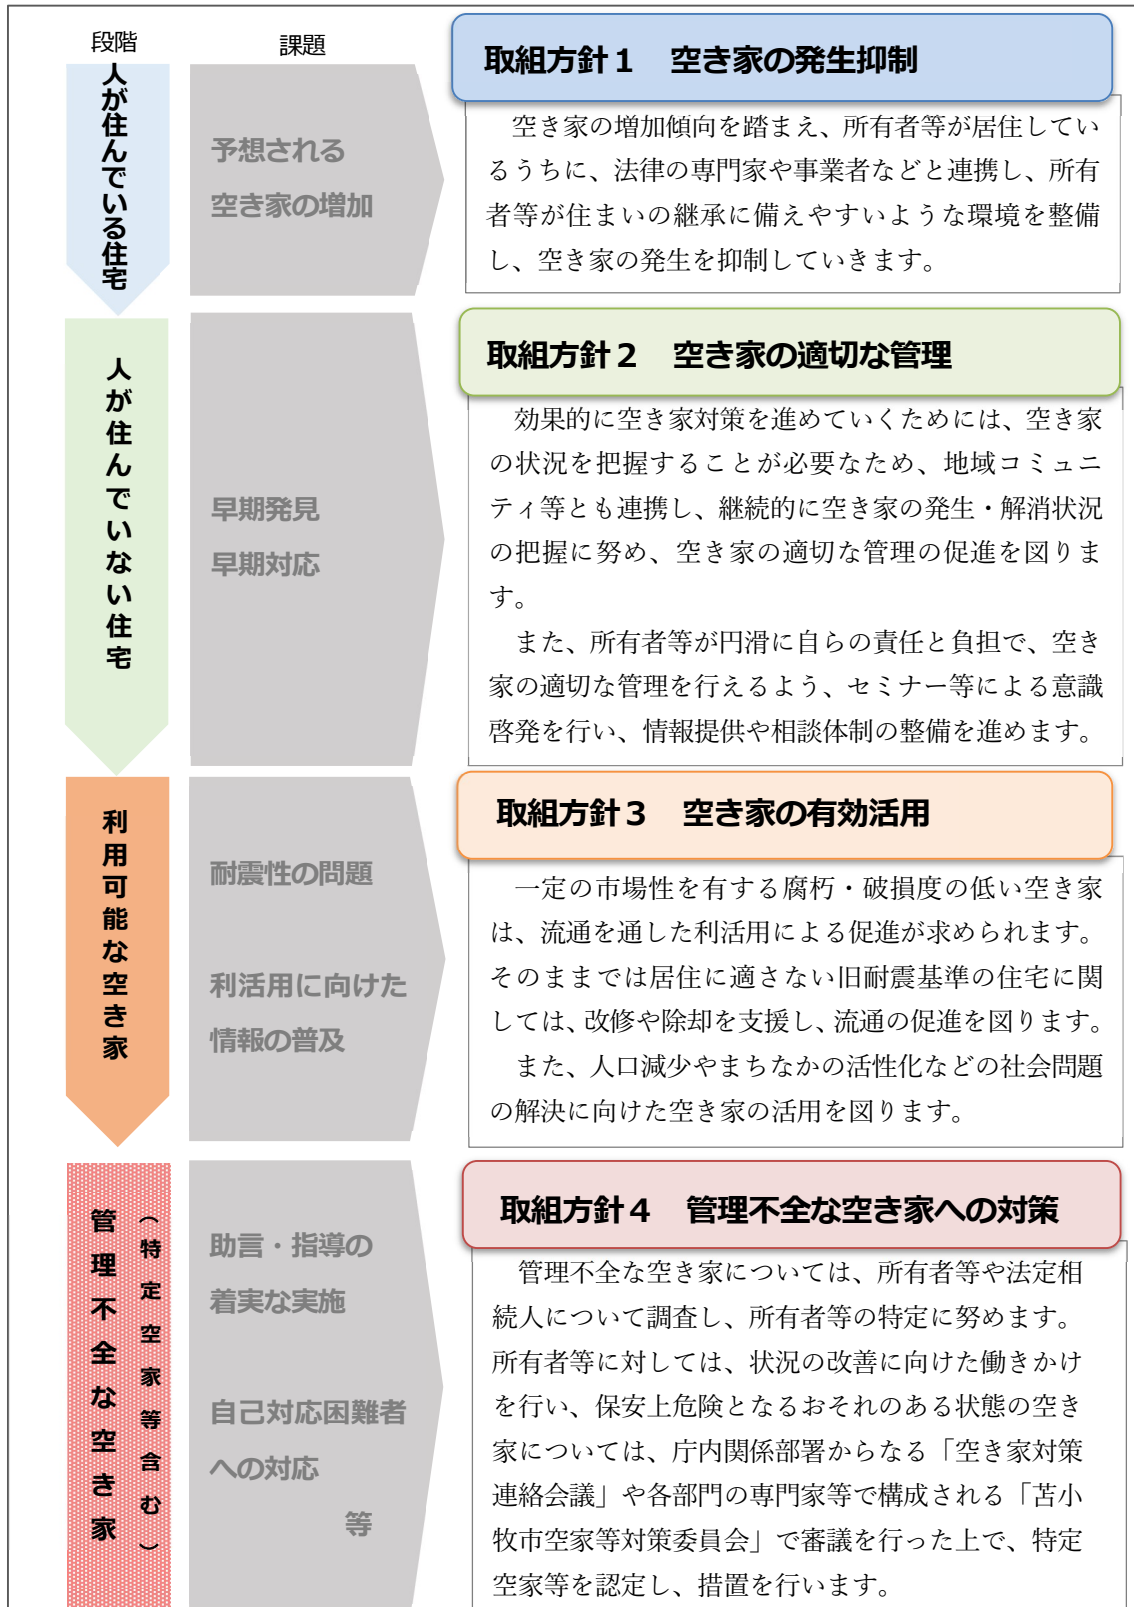 段階
課題
人が住んでいる住宅
予想される
空き家の増加
取組方針１　空き家の発生抑制
　空き家の増加傾向を踏まえ、所有者等が居住してい
るうちに、法律の専門家や事業者などと連携し、所有
者等が住まいの継承に備えやすいような環境を整備
し、空き家の発生を抑制していきます。
人が住んでいない住宅
早期発見
早期対応
取組方針２　空き家の適切な管理
　効果的に空き家対策を進めていくためには、空き家
の状況を把握することが必要なため、地域コミュニ
ティ等とも連携し、継続的に空き家の発生・解消状況
の把握に努め、空き家の適切な管理の促進を図りま
す。
　また、所有者等が円滑に自らの責任と負担で、空き
家の適切な管理を行えるよう、セミナー等による意識
啓発を行い、情報提供や相談体制の整備を進めます。
利用可能な空き家
耐震性の問題
利活用に向けた
情報の普及
取組方針３　空き家の有効活用
　一定の市場性を有する腐朽・破損度の低い空き家
は、流通を通した利活用による促進が求められます。
そのままでは居住に適さない旧耐震基準の住宅に関
しては、改修や除却を支援し、流通の促進を図ります。
　また、人口減少やまちなかの活性化などの社会問題
の解決に向けた空き家の活用を図ります。
管理不全な空き家
（特定空家等含む）
助言・指導の
着実な実施
自己対応困難者
への対応
等
取組方針４　管理不全な空き家への対策
　管理不全な空き家については、所有者等や法定相
続人について調査し、所有者等の特定に努めます。
所有者等に対しては、状況の改善に向けた働きかけ
を行い、保安上危険となるおそれのある状態の空き
家については、庁内関係部署からなる「空き家対策
連絡会議」や各部門の専門家等で構成される「苫小
牧市空家等対策委員会」で審議を行った上で、特定
空家等を認定し、措置を行います。